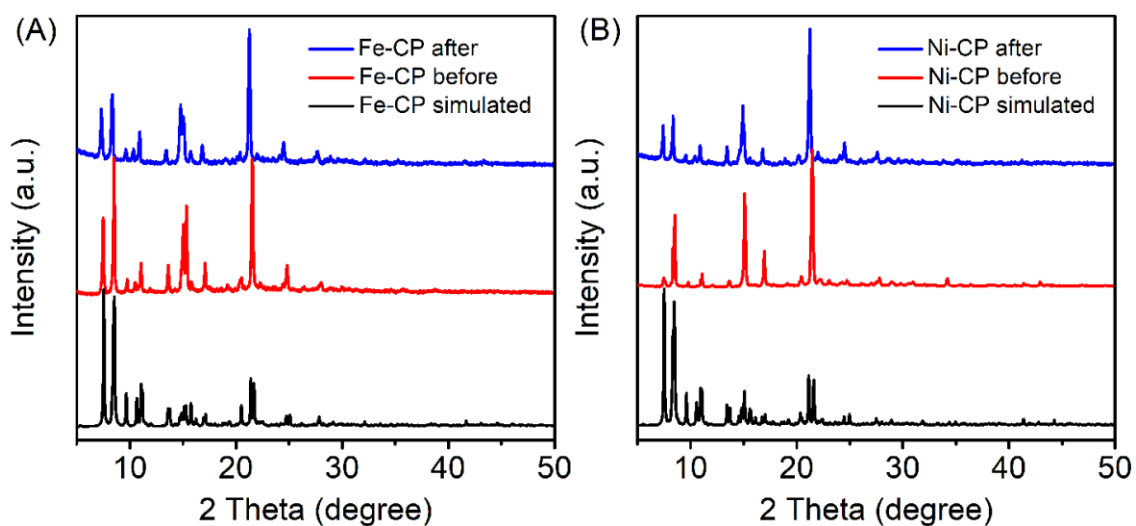 (A)
Fe-CP after
Fe-CP before
Fe-CP simulated
Intensity (a.u.)
10 20 30 40 50
2 Theta (degree)
(B)
Ni-CP after
Ni-CP before
Ni-CP simulated
Intensity (a.u.)
10 20 30 40 50
2 Theta (degree)